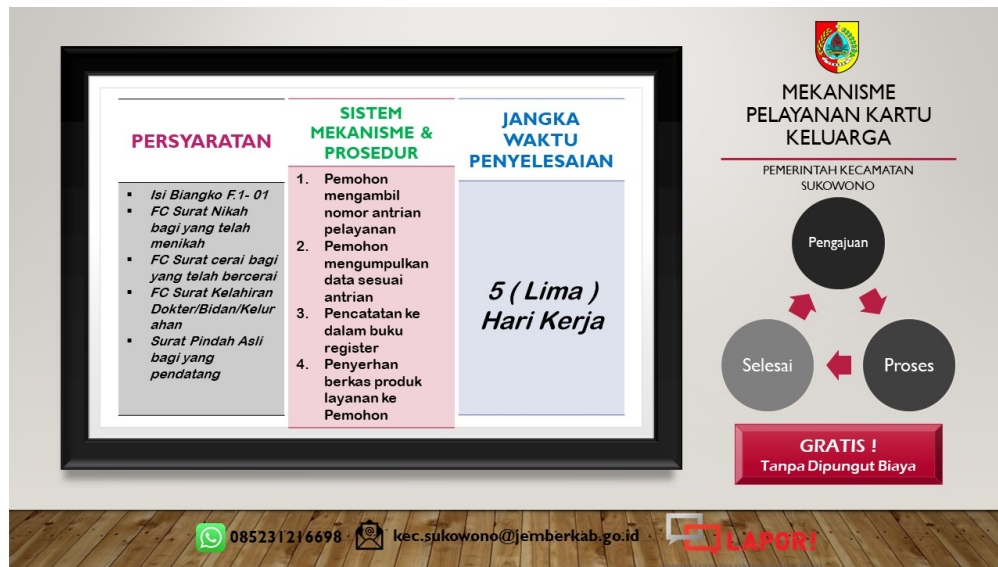 PERSYARATAN
▪ Isi Biangko F.1- 01
▪ FC Surat Nikah
bagi yang telah
menikah
▪ FC Surat cerai bagi
yang telah bercerai
▪ FC Surat Kelahiran
Dokter/Bidan/Kelur
ahan
▪ Surat Pindah Asli
bagi yang
pendatang
SISTEM
MEKANISME &
PROSEDUR
1. Pemohon
mengambil
nomor antrian
pelayanan
2. Pemohon
mengumpulkan
data sesuai
antrian
3. Pencatatan ke
dalam buku
register
4. Penyerhan
berkas produk
layanan ke
Pemohon
JANGKA
WAKTU
PENYELESAIAN
5 ( Lima )
Hari Kerja
MEKANISME
PELAYANAN KARTU
KELUARGA
PEMERINTAH KECAMATAN
SUKOWONO
Pengajuan
Proses
Selesai
GRATIS !
Tanpa Dipungut Biaya
085231216698
kec.sukowono@jemberkab.go.id
LAPOR!